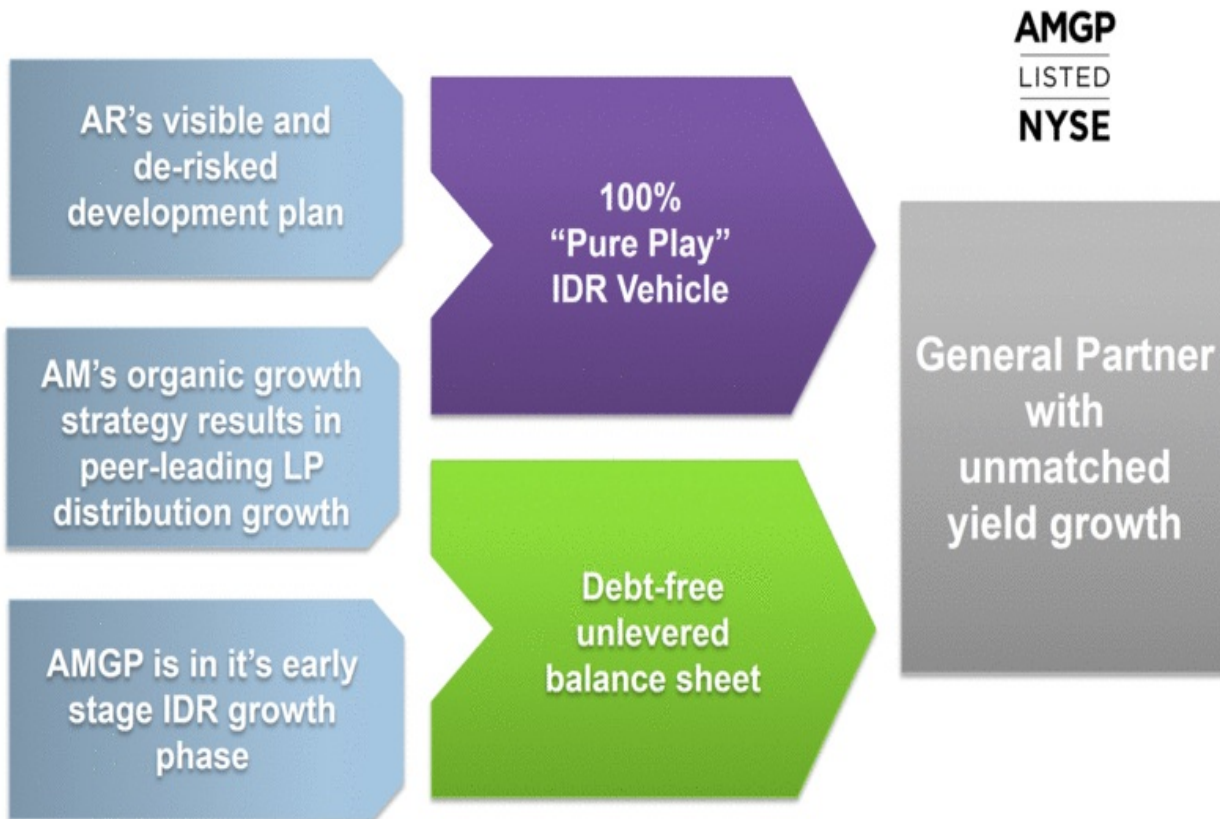 AR's visible and
de-risked
development plan
AM's organic growth
strategy results in
peer-leading LP
distribution growth
AMGP is in it's early
stage IDR growth
phase
100%
“Pure Play”
IDR Vehicle
Debt-free
unlevered
balance sheet
AMGP
LISTED
NYSE
General Partner
with
unmatched
yield growth